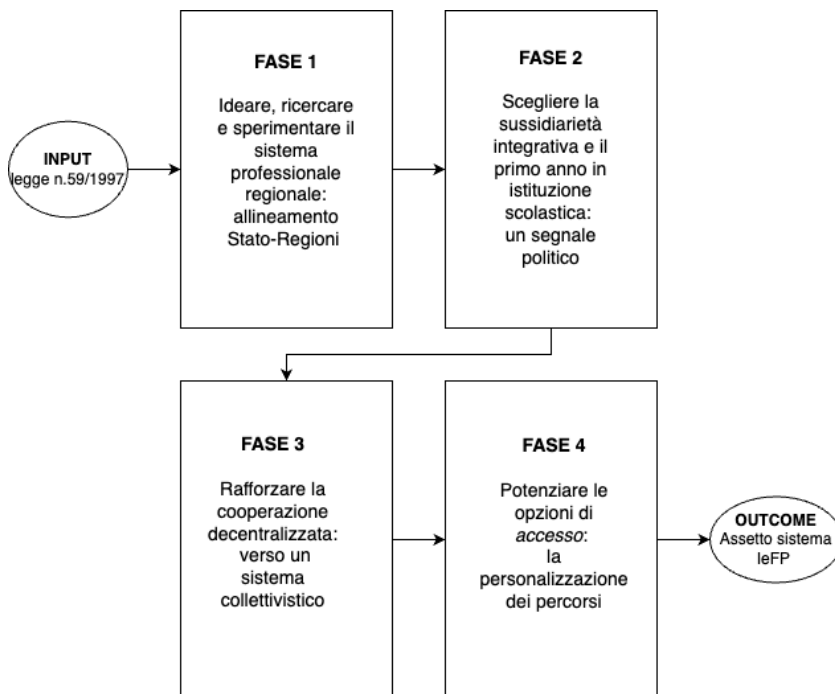 INPUT
legge n.59/1997
FASE 1
Ideare, ricercare
e sperimentare il
sistema
professionale
regionale:
allineamento
Stato-Regioni
FASE 2
Scegliere la
sussidiarietà
integrativa e il
primo anno in
istituzione
scolastica:
un segnale
politico
FASE 3
Rafforzare la
cooperazione
decentralizzata:
verso un
sistema
collettivistico
FASE 4
Potenziare le
opzioni di
accesso:
la
personalizzazione
dei percorsi
OUTCOME
Assetto sistema
IeFP